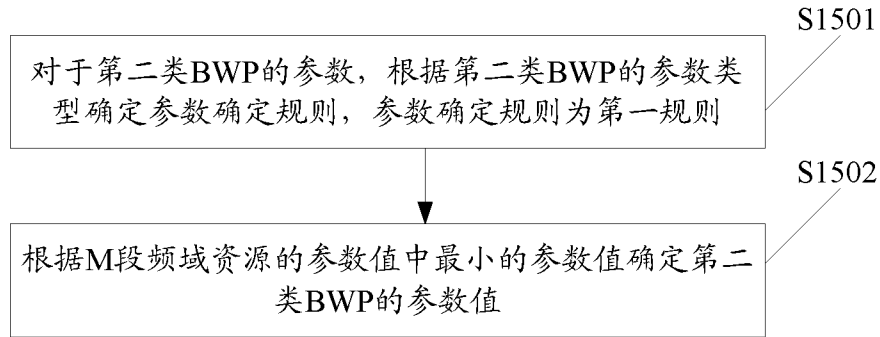 S1501
对于第二类BWP的参数，根据第二类BWP的参数类
型确定参数确定规则，参数确定规则为第一规则
S1502
根据M段频域资源的参数值中最小的参数值确定第二
类BWP的参数值